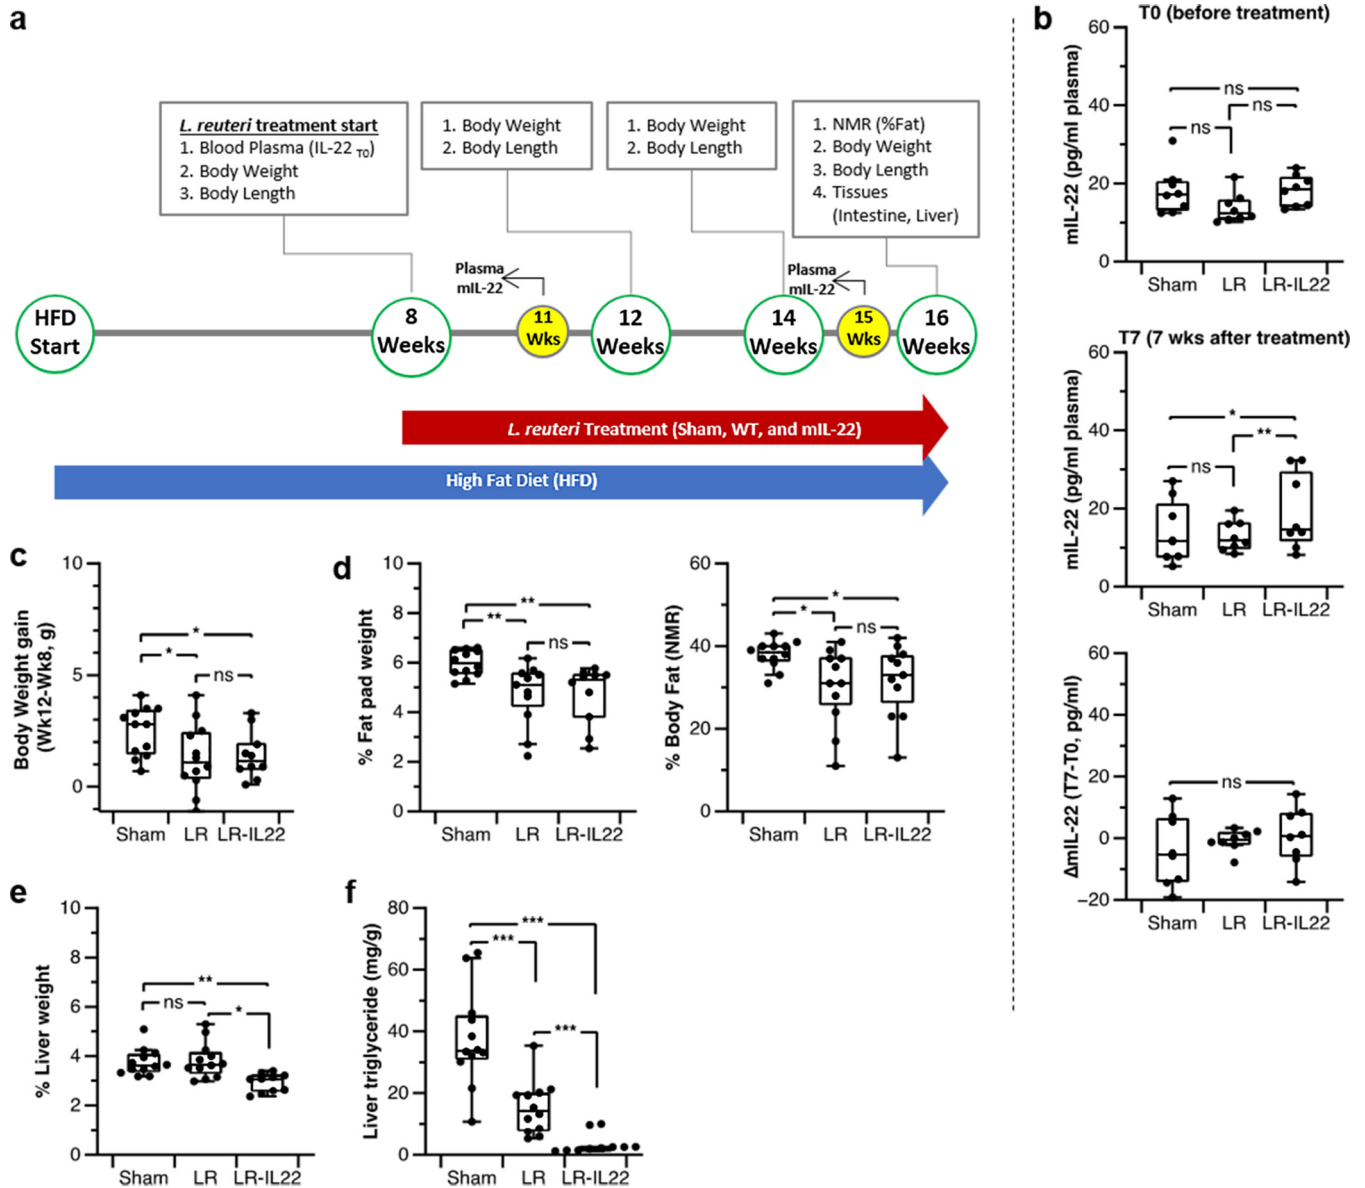 a
L. reuteri treatment start
1. Blood Plasma (IL-22 T0)
2. Body Weight
3. Body Length
1. Body Weight
2. Body Length
1. Body Weight
2. Body Length
1. NMR (%Fat)
2. Body Weight
3. Body Length
4. Tissues
(Intestine, Liver)
Plasma
mIL-22
Plasma
mIL-22
HFD
Start
8
Weeks
11
Wks
12
Weeks
14
Weeks
15
Wks
16
Weeks
L. reuteri Treatment (Sham, WT, and mIL-22)
High Fat Diet (HFD)
b
T0 (before treatment)
mIL-22 (pg/ml plasma)
60
40
20
0
ns
ns
ns
Sham LR LR-IL22
T7 (7 wks after treatment)
mIL-22 (pg/ml plasma)
60
40
20
0
*
**
ns
Sham LR LR-IL22
ΔmIL-22 (T7-T0, pg/ml)
60
40
20
0
−20
ns
Sham LR LR-IL22
c
Body Weight gain
(Wk12-Wk8, g)
10
5
0
*
*
ns
Sham LR LR-IL22
d
% Fat pad weight
10
8
6
4
2
0
**
**
ns
Sham LR LR-IL22
% Body Fat (NMR)
60
40
20
0
*
*
ns
Sham LR LR-IL22
e
% Liver weight
10
8
6
4
2
0
**
ns
*
Sham LR LR-IL22
f
Liver triglyceride (mg/g)
80
60
40
20
0
***
***
***
Sham LR LR-IL22